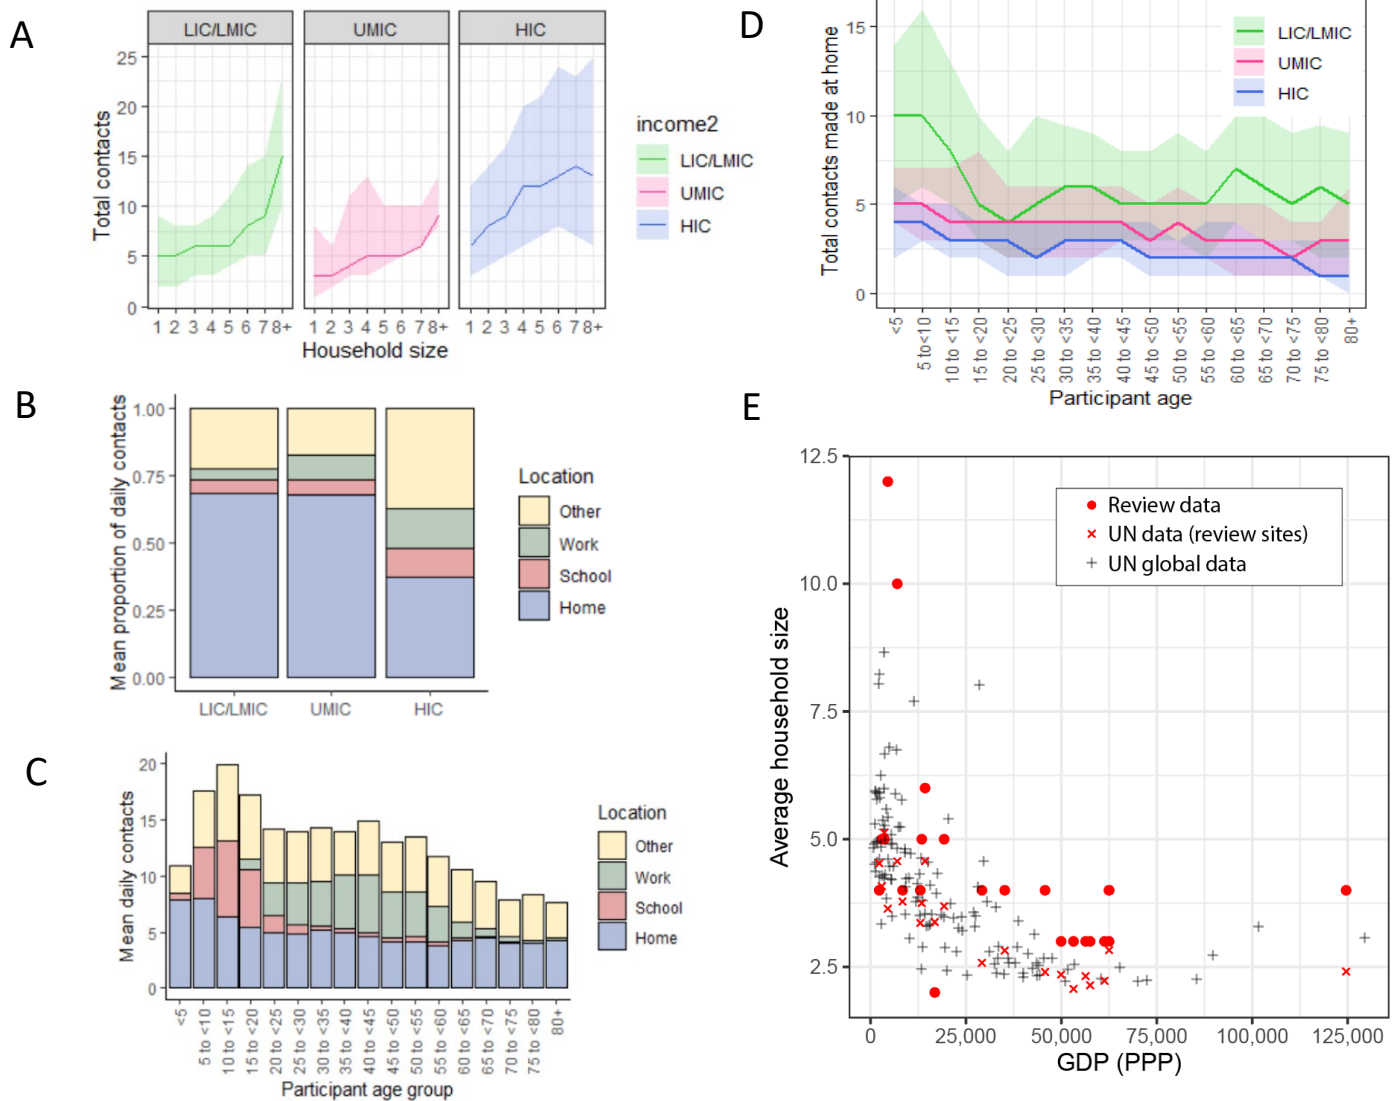 A
LIC/LMIC UMIC HIC
Total contacts
25
20
15
10
5
0
1 2 3 4 5 6 7 8+ 1 2 3 4 5 6 7 8+ 1 2 3 4 5 6 7 8+
Household size
income2
LIC/LMIC
UMIC
HIC
B
Mean proportion of daily contacts
1.00
0.75
0.50
0.25
0.00
LIC/LMIC UMIC HIC
Location
Other
Work
School
Home
C
Mean daily contacts
20
15
10
5
0
<5
5 to <10
10 to <15
15 to <20
20 to <25
25 to <30
30 to <35
35 to <40
40 to <45
45 to <50
50 to <55
55 to <60
60 to <65
65 to <70
70 to <75
75 to <80
80+
Participant age group
Location
Other
Work
School
Home
D
Total contacts made at home
15
10
5
0
LIC/LMIC
UMIC
HIC
<5
5 to <10
10 to <15
15 to <20
20 to <25
25 to <30
30 to <35
35 to <40
40 to <45
45 to <50
50 to <55
55 to <60
60 to <65
65 to <70
70 to <75
75 to <80
80+
Participant age
E
Average household size
12.5
10.0
7.5
5.0
2.5
Review data
UN data (review sites)
UN global data
0 25,000 50,000 75,000 100,000 125,000
GDP (PPP)